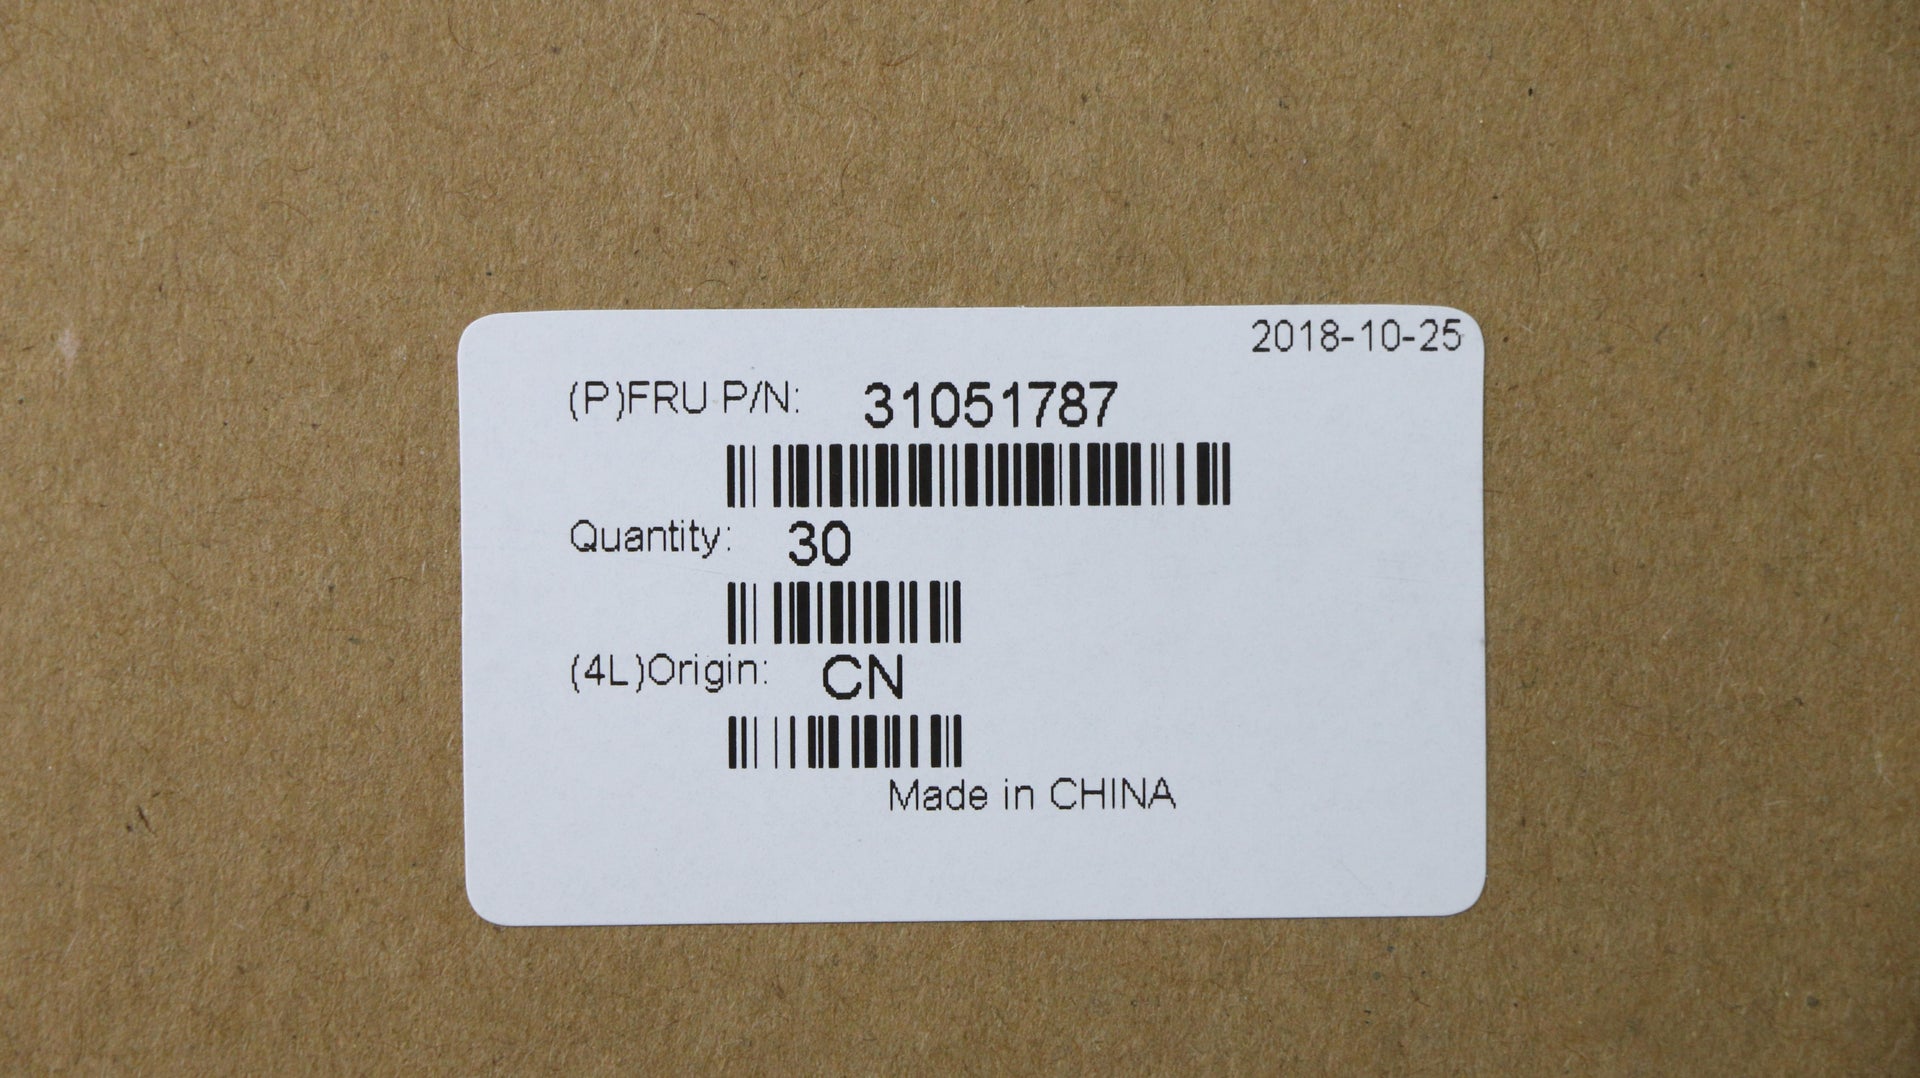 2018-10-25
(P)FRU P/N: 31051787
Quantity: 30
(4L)Origin: CN
Made in CHINA